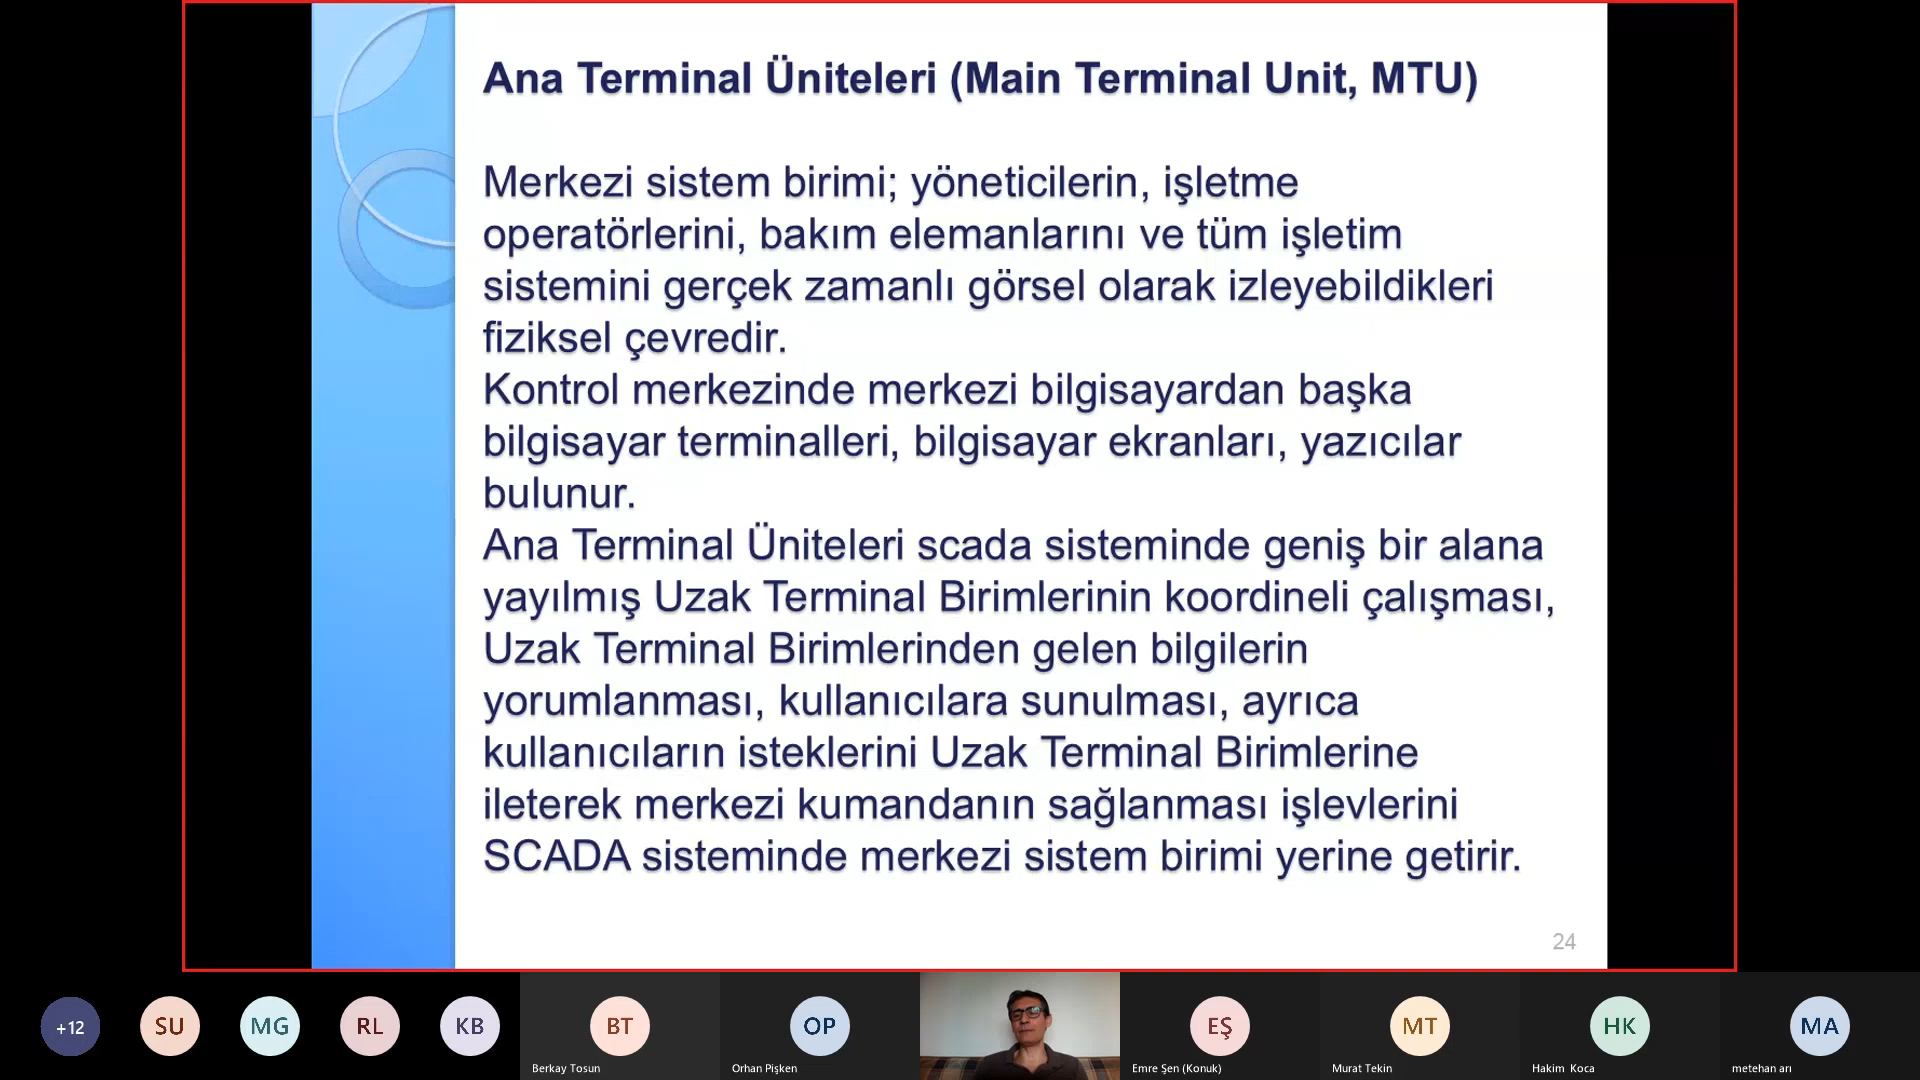 Ana Terminal Üniteleri (Main Terminal Unit, MTU)
Merkezi sistem birimi; yöneticilerin, işletme
operatörlerini, bakım elemanlarını ve tüm işletim
sistemini gerçek zamanlı görsel olarak izleyebildikleri
fiziksel çevredir.
Kontrol merkezinde merkezi bilgisayardan başka
bilgisayar terminalleri, bilgisayar ekranları, yazıcılar
bulunur.
Ana Terminal Üniteleri scada sisteminde geniş bir alana
yayılmış Uzak Terminal Birimlerinin koordineli çalışması,
Uzak Terminal Birimlerinden gelen bilgilerin
yorumlanması, kullanıcılara sunulması, ayrıca
kullanıcıların isteklerini Uzak Terminal Birimlerine
ileterek merkezi kumandanın sağlanması işlevlerini
SCADA sisteminde merkezi sistem birimi yerine getirir.
24
+12
SU
MG
RL
KB
BT
OP
EŞ
MT
HK
MA
Berkay Tosun
Orhan Pişken
Emre Şen (Konuk)
Murat Tekin
Hakim Koca
metehan arı